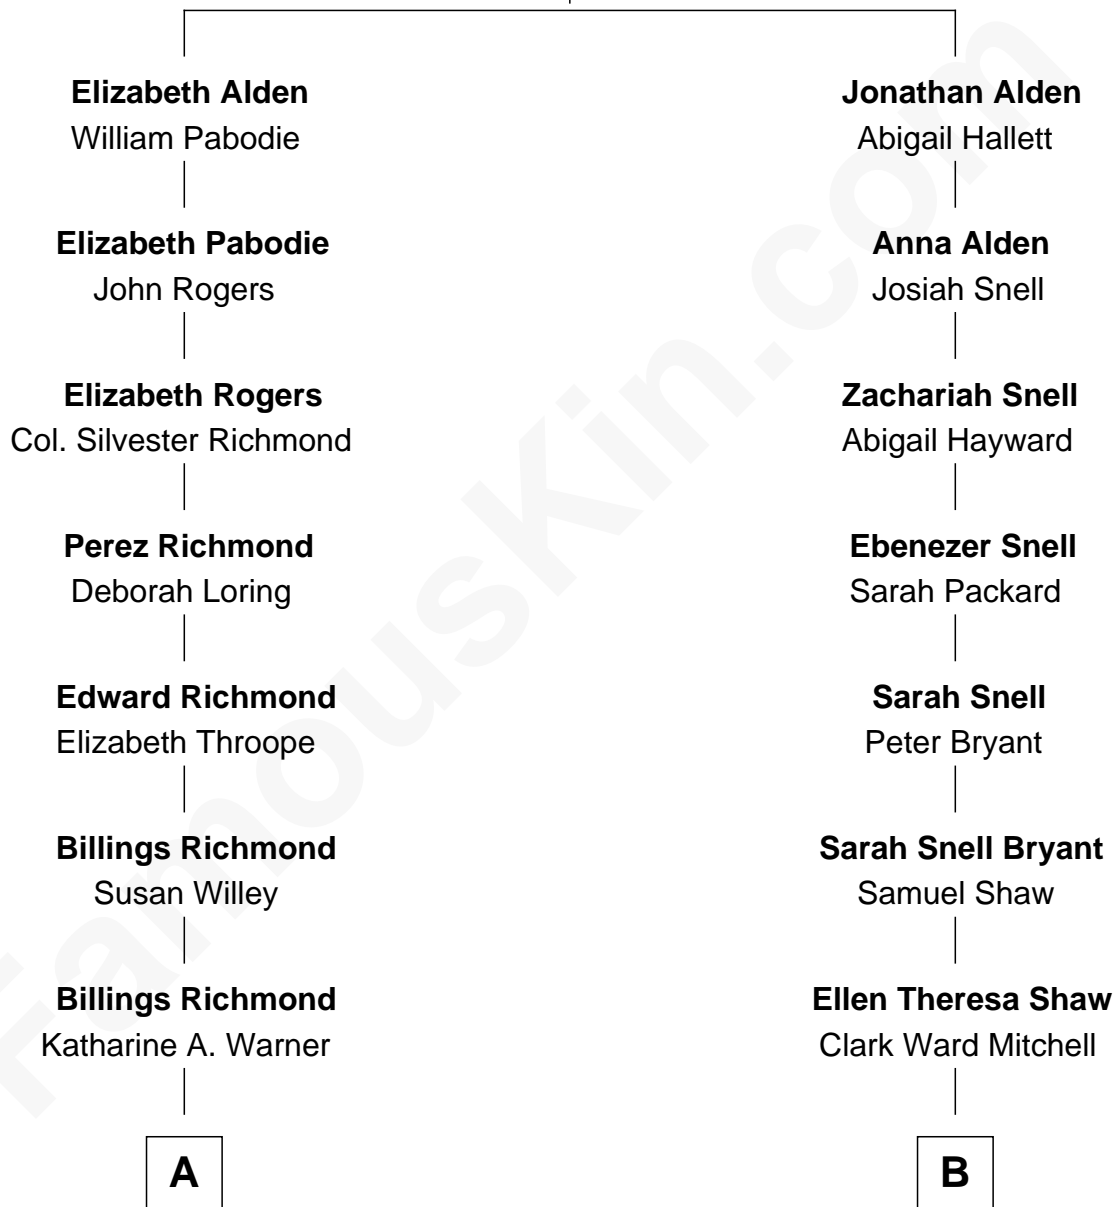 Elizabeth Alden
William Pabodie
Elizabeth Pabodie
John Rogers
Elizabeth Rogers
Col. Silvester Richmond
Perez Richmond
Deborah Loring
Edward Richmond
Elizabeth Throope
Billings Richmond
Susan Willey
Billings Richmond
Katharine A. Warner
A
Jonathan Alden
Abigail Hallett
Anna Alden
Josiah Snell
Zachariah Snell
Abigail Hayward
Ebenezer Snell
Sarah Packard
Sarah Snell
Peter Bryant
Sarah Snell Bryant
Samuel Shaw
Ellen Theresa Shaw
Clark Ward Mitchell
B
FamousKin.com